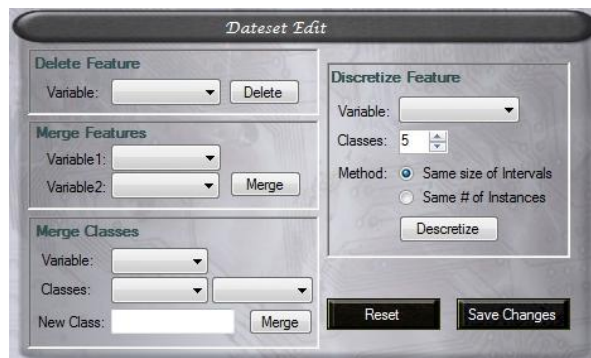 Dateset Edit
Delete Feature
Variable:
Delete
Merge Features
Variable1:
Variable2:
Merge
Merge Classes
Variable:
Classes:
New Class:
Merge
Discretize Feature
Variable:
Classes: 5
Method: Same size of Intervals
Same # of Instances
Descretize
Reset
Save Changes